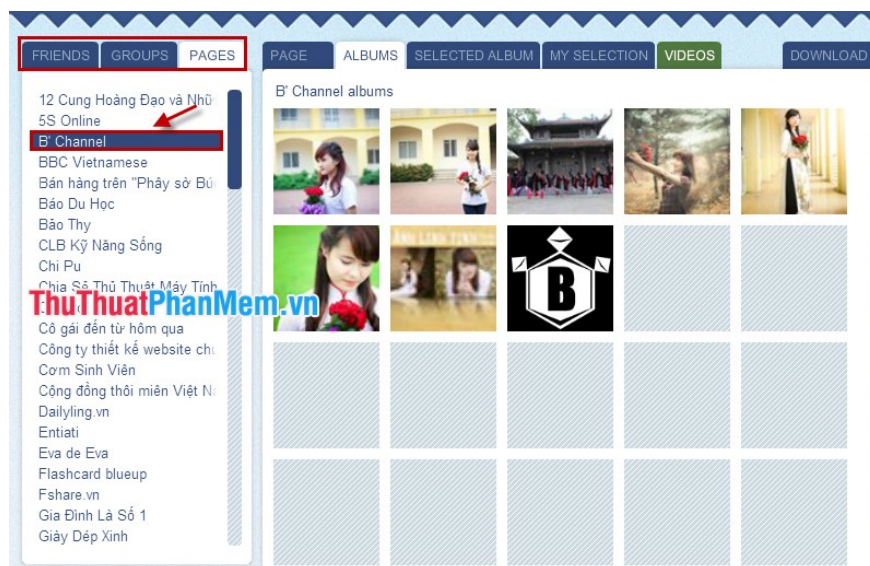 FRIENDS GROUPS PAGES
PAGE ALBUMS SELECTED ALBUM MY SELECTION VIDEOS DOWNLOAD
12 Cung Hoàng Đạo và Nhữ
5S Online
B' Channel
BBC Vietnamese
Bán hàng trên "Phây sờ Bú
Báo Du Học
Bảo Thy
CLB Kỹ Năng Sống
Chi Pu
Chia Sẻ Thủ Thuật Máy Tính
ThuThuatPhanMem.vn
Cô gái đến từ hôm qua
Công ty thiết kế website chu
Cơm Sinh Viên
Cộng đồng thôi miên Việt Na
Dailyling.vn
Entiati
Eva de Eva
Flashcard blueup
Fshare.vn
Gia Đình Là Số 1
Giày Dép Xinh
B' Channel albums
B